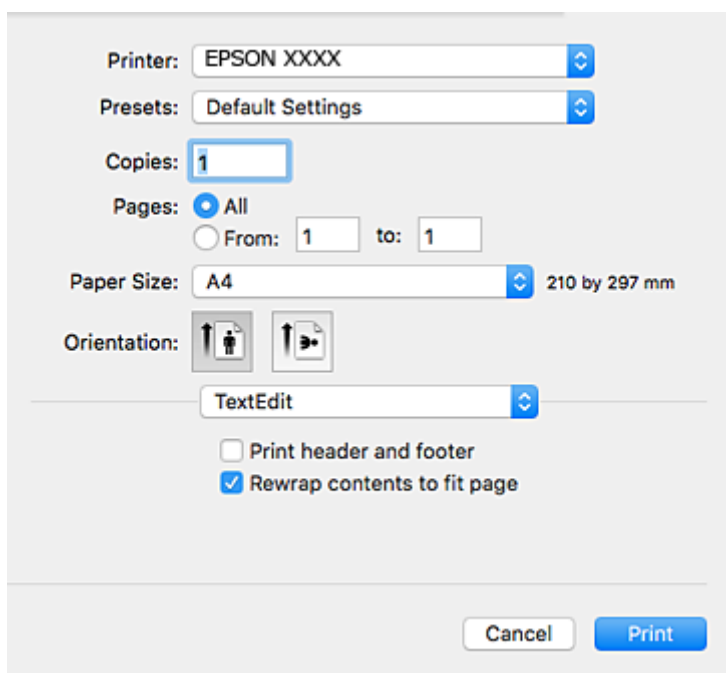 Printer: EPSON XXXX
Presets: Default Settings
Copies: 1
Pages: All
From: 1 to: 1
Paper Size: A4 210 by 297 mm
Orientation:
TextEdit
Print header and footer
Rewrap contents to fit page
Cancel Print